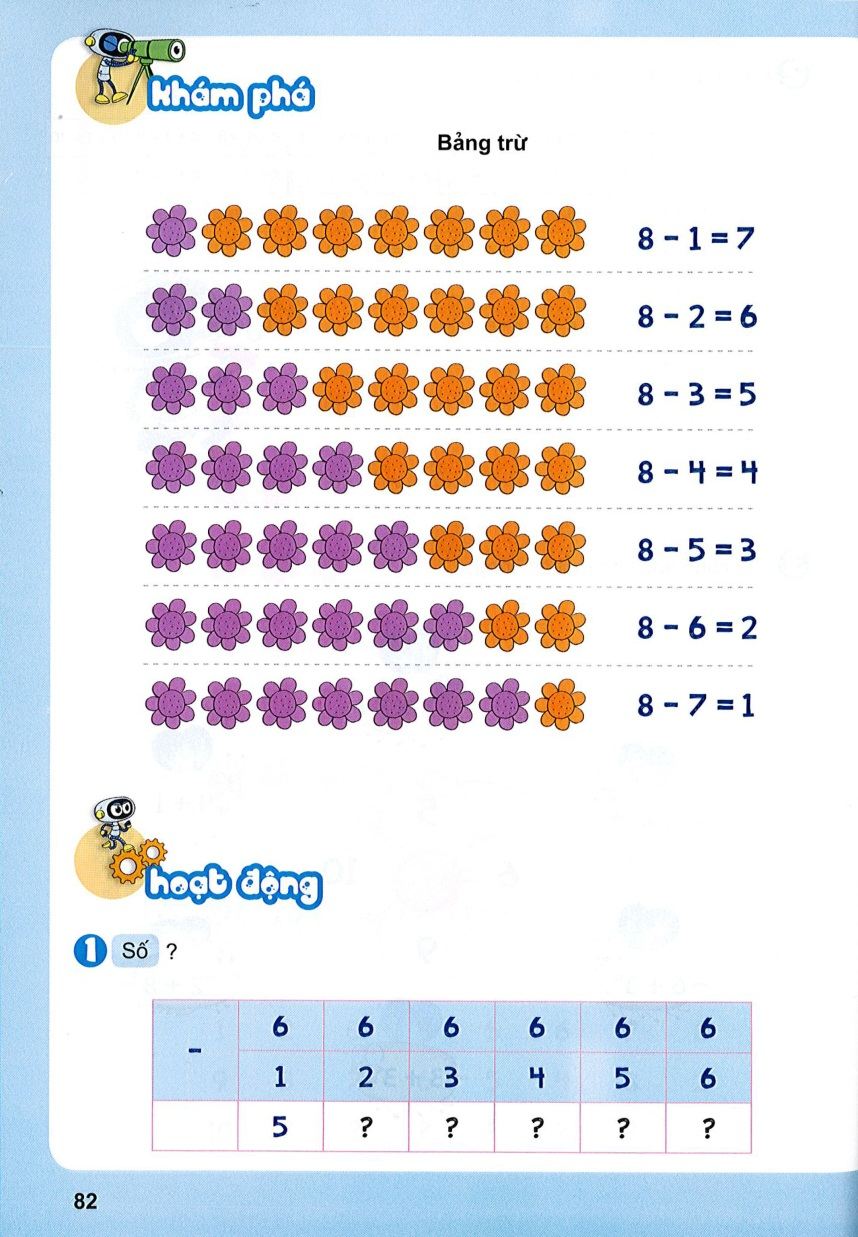 Khám phá
Bảng trừ
8 - 1 = 7
8 - 2 = 6
8 - 3 = 5
8 - 4 = 4
8 - 5 = 3
8 - 6 = 2
8 - 7 = 1
hoạt động
1 Số ?
- 6 6 6 6 6 6
1 2 3 4 5 6
5 ? ? ? ? ?
82